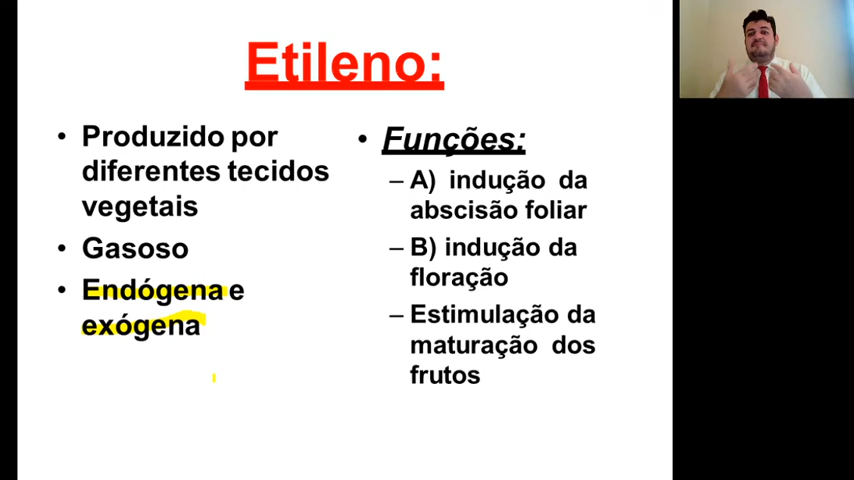 Etileno:
• Produzido por
diferentes tecidos
vegetais
• Gasoso
• Endógena e
exógena
• Funções:
– A) indução da
abscisão foliar
– B) indução da
floração
– Estimulação da
maturação dos
frutos